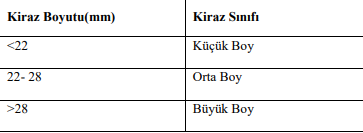 Kiraz Boyutu(mm) Kiraz Sınıfı
<22 Küçük Boy
22- 28 Orta Boy
>28 Büyük Boy